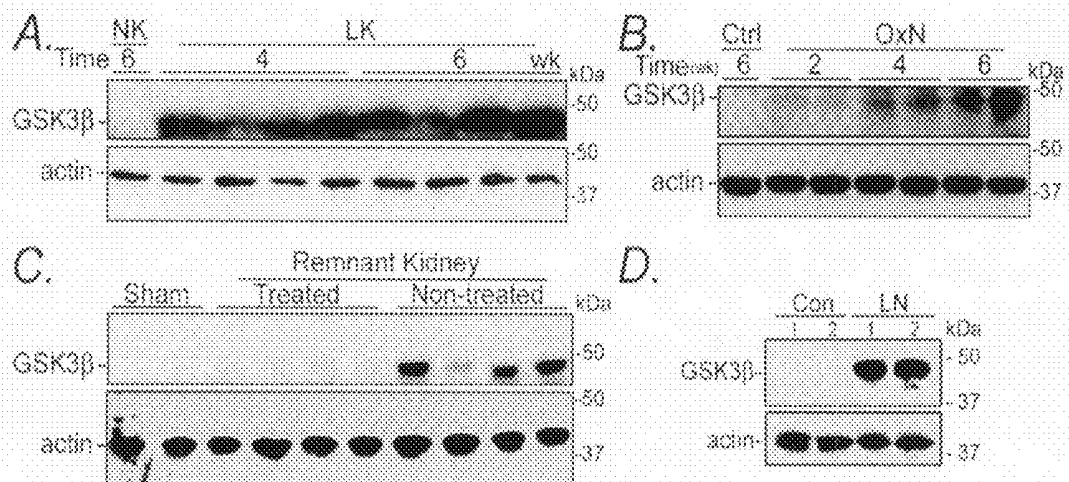 A.
NK LK
Time 6 4 6 wk kDa
GSK3β -50
-50
actin -37
B.
Ctrl OxN
Time(wk) 6 2 4 6 kDa
GSK3β -50
-50
actin -37
C.
Remnant Kidney
Sham Treated Non-treated kDa
GSK3β -50
-50
actin -37
D.
Con LN
1 2 1 2 kDa
GSK3β - 50
- 37
actin - 37